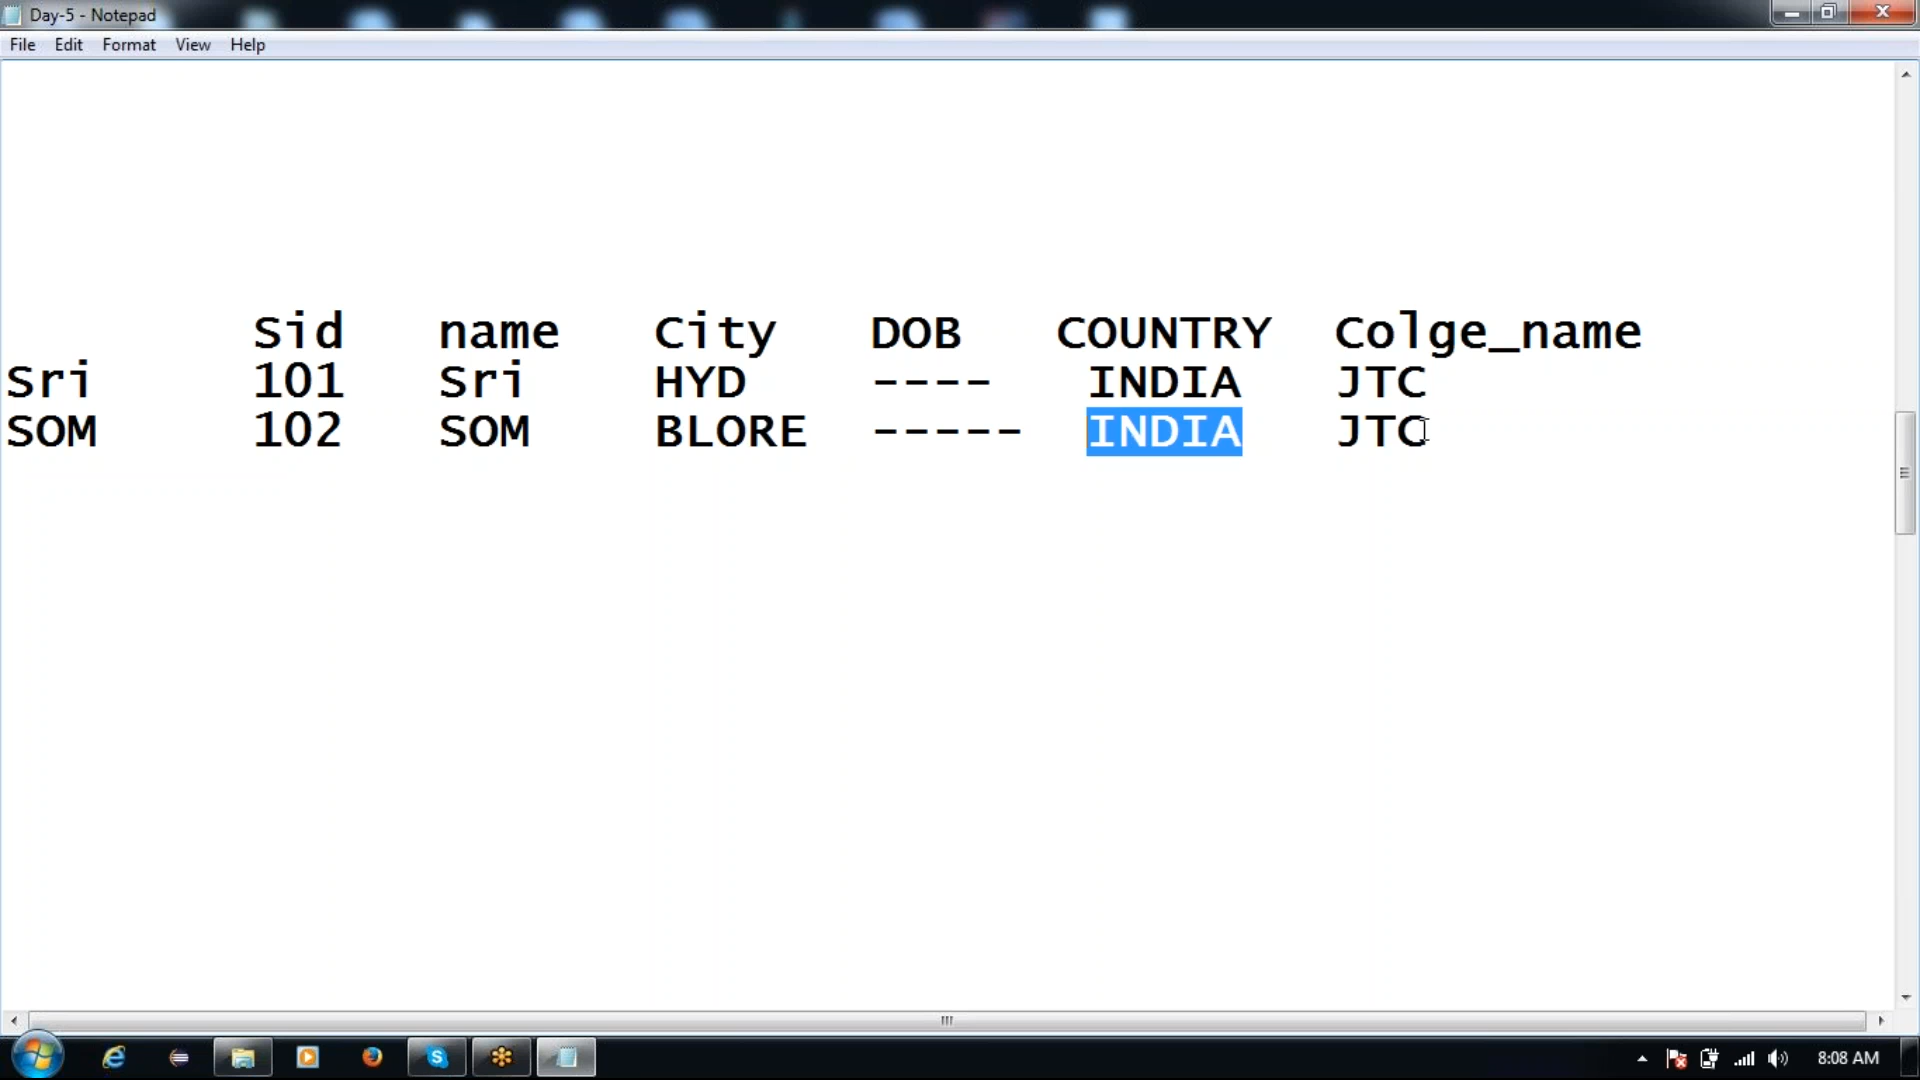 Day-5 - Notepad
File Edit Format View Help
Sid name City DOB COUNTRY Colge_name
Sri 101 Sri HYD ---- INDIA JTC
SOM 102 SOM BLORE ----- INDIA JTC
8:08 AM